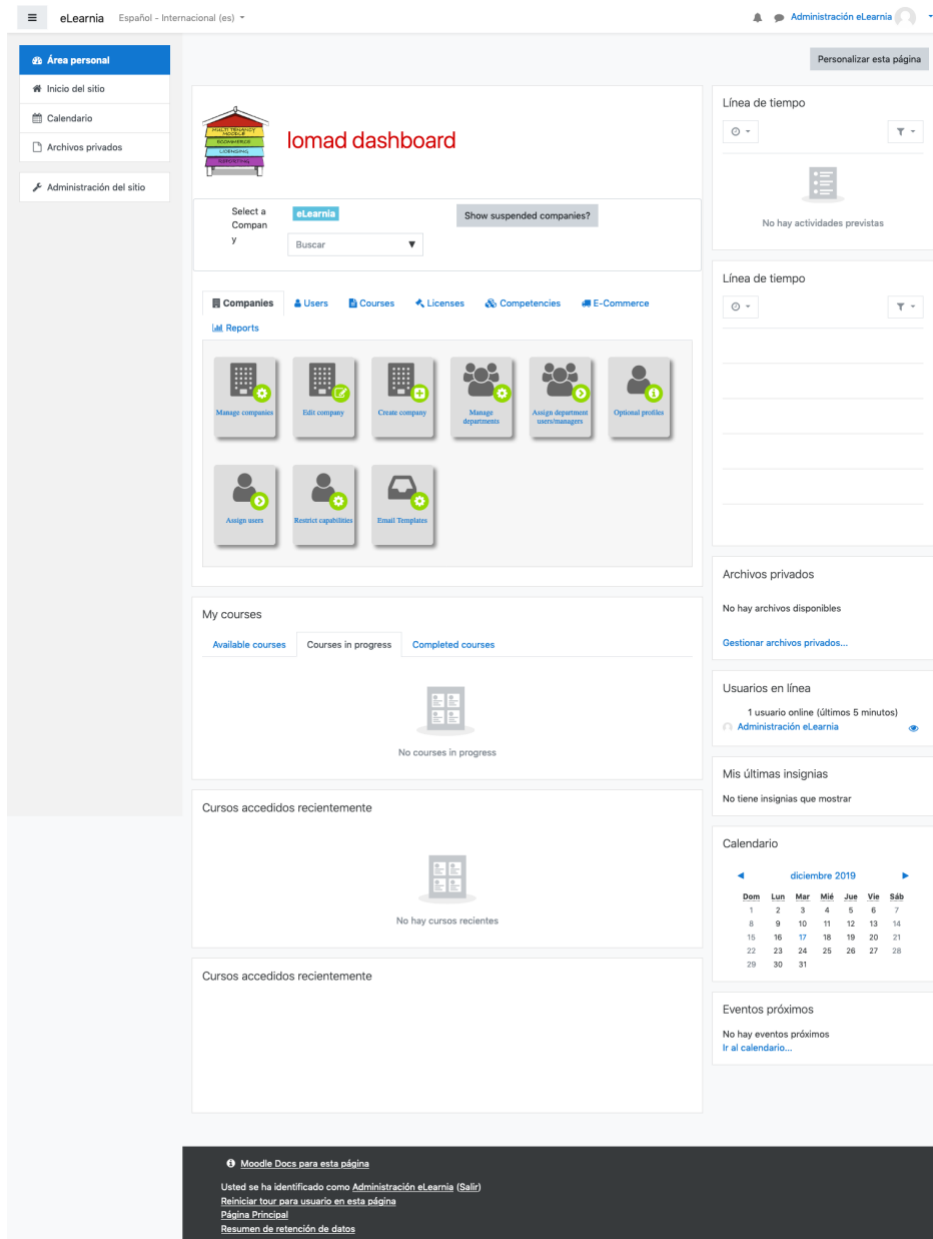 eLearnia
Español - Internacional (es)
Administración eLearnia
Área personal
Inicio del sitio
Calendario
Archivos privados
Administración del sitio
Personalizar esta página
MULTI TENANCY
MOODLE
ECOMMERCE
LICENSING
REPORTING
Iomad dashboard
Select a
Compan
y
eLearnia
Show suspended companies?
Buscar
Companies
Users
Courses
Licenses
Competencies
E-Commerce
Reports
Manage companies
Edit company
Create company
Manage
departments
Assign department
users/managers
Optional profiles
Assign users
Restrict capabilities
Email Templates
My courses
Available courses
Courses in progress
Completed courses
No courses in progress
Cursos accedidos recientemente
No hay cursos recientes
Cursos accedidos recientemente
Línea de tiempo
No hay actividades previstas
Línea de tiempo
Archivos privados
No hay archivos disponibles
Gestionar archivos privados...
Usuarios en línea
1 usuario online (últimos 5 minutos)
Administración eLearnia
Mis últimas insignias
No tiene insignias que mostrar
Calendario
diciembre 2019
Dom Lun Mar Mié Jue Vie Sáb
1 2 3 4 5 6 7
8 9 10 11 12 13 14
15 16 17 18 19 20 21
22 23 24 25 26 27 28
29 30 31
Eventos próximos
No hay eventos próximos
Ir al calendario...
Moodle Docs para esta página
Usted se ha identificado como Administración eLearnia (Salir)
Reiniciar tour para usuario en esta página
Página Principal
Resumen de retención de datos